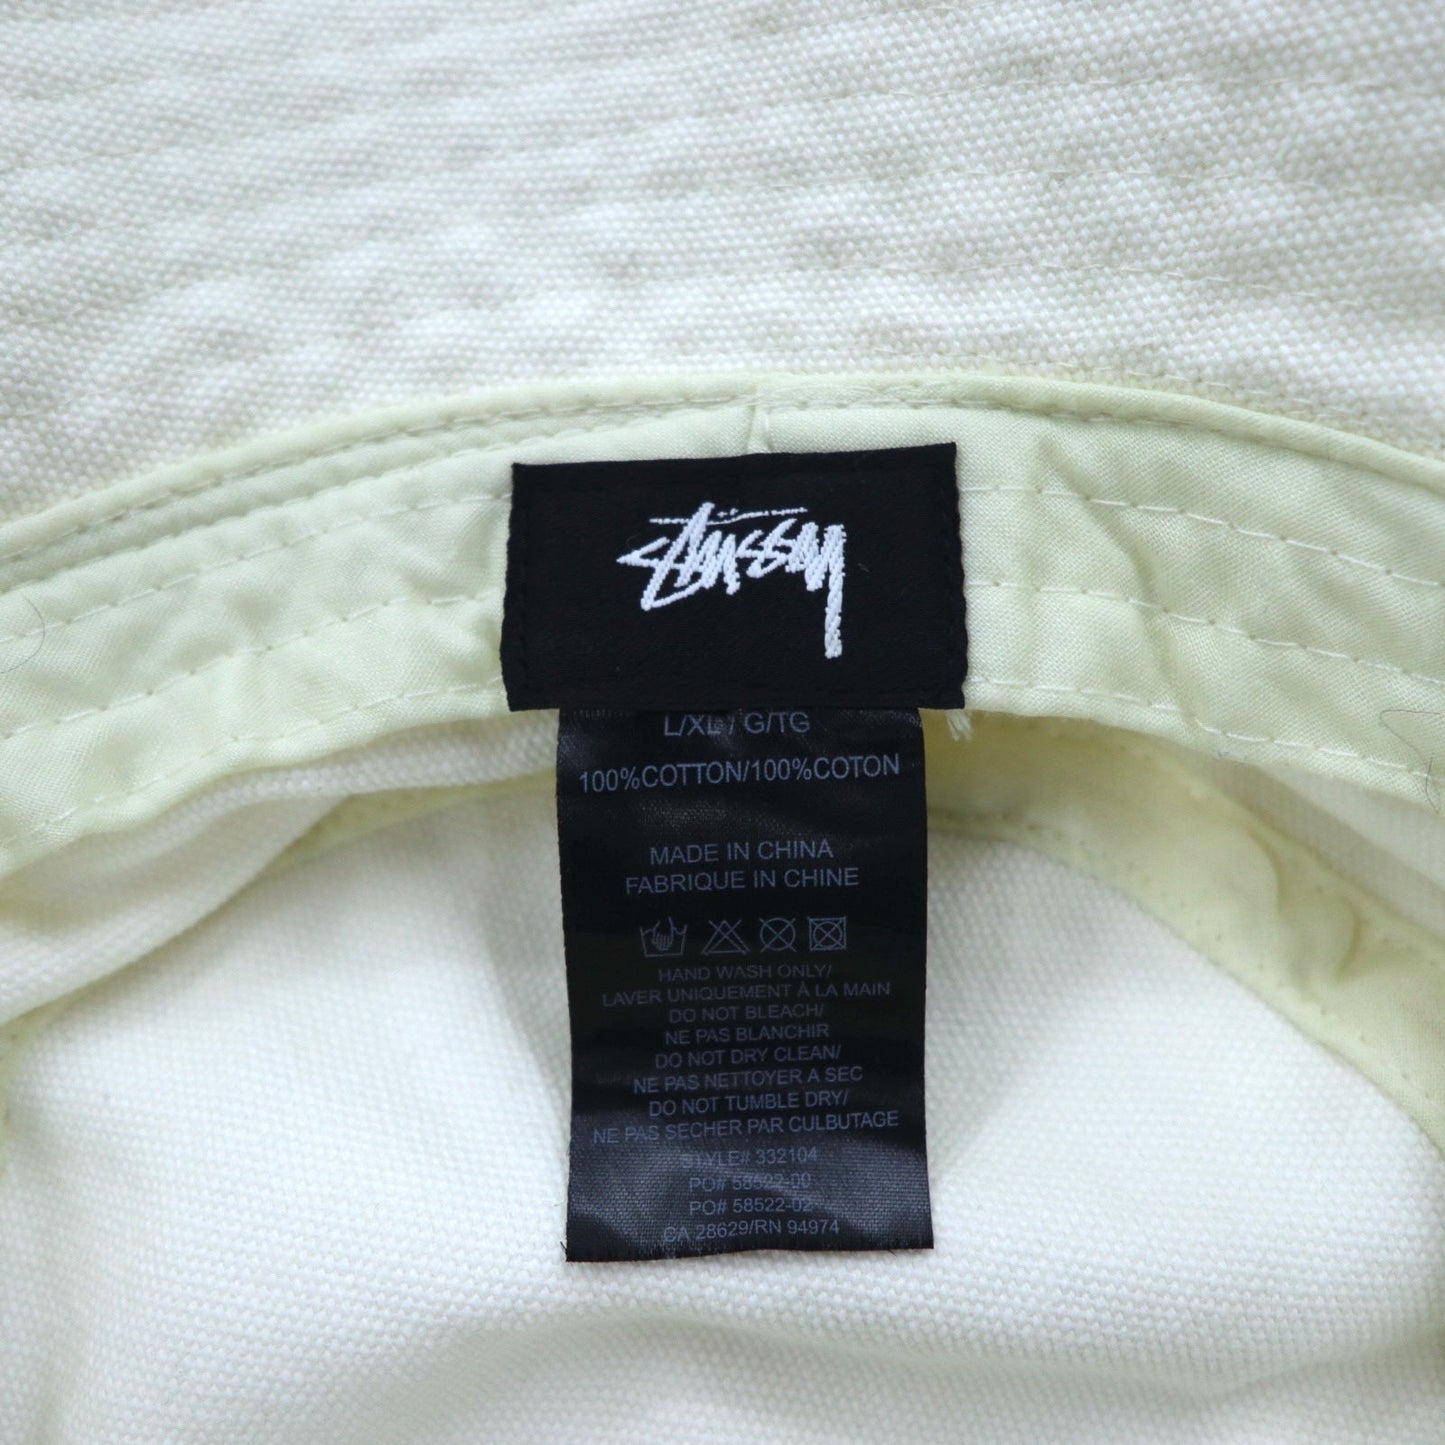 Stüssy
L/XL / G/TG
100%COTTON/100%COTON
MADE IN CHINA
FABRIQUE IN CHINE
HAND WASH ONLY/
LAVER UNIQUEMENT À LA MAIN
DO NOT BLEACH/
NE PAS BLANCHIR
DO NOT DRY CLEAN/
NE PAS NETTOYER A SEC
DO NOT TUMBLE DRY/
NE PAS SECHER PAR CULBUTAGE
STYLE# 332104
PO# 58522-00
PO# 58522-02
CA 28629/RN 94974